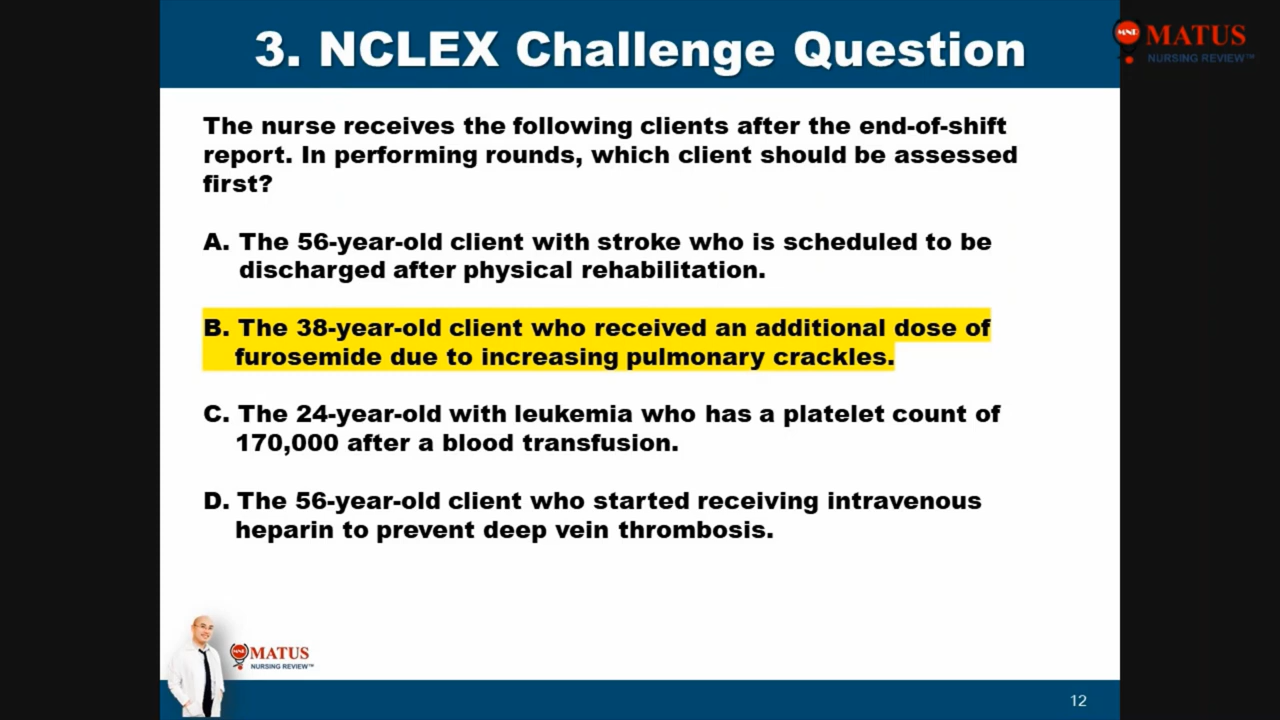 3. NCLEX Challenge Question
MNR MATUS
NURSING REVIEW™
The nurse receives the following clients after the end-of-shift
report. In performing rounds, which client should be assessed
first?
A. The 56-year-old client with stroke who is scheduled to be
discharged after physical rehabilitation.
B. The 38-year-old client who received an additional dose of
furosemide due to increasing pulmonary crackles.
C. The 24-year-old with leukemia who has a platelet count of
170,000 after a blood transfusion.
D. The 56-year-old client who started receiving intravenous
heparin to prevent deep vein thrombosis.
MNR MATUS
NURSING REVIEW™
12